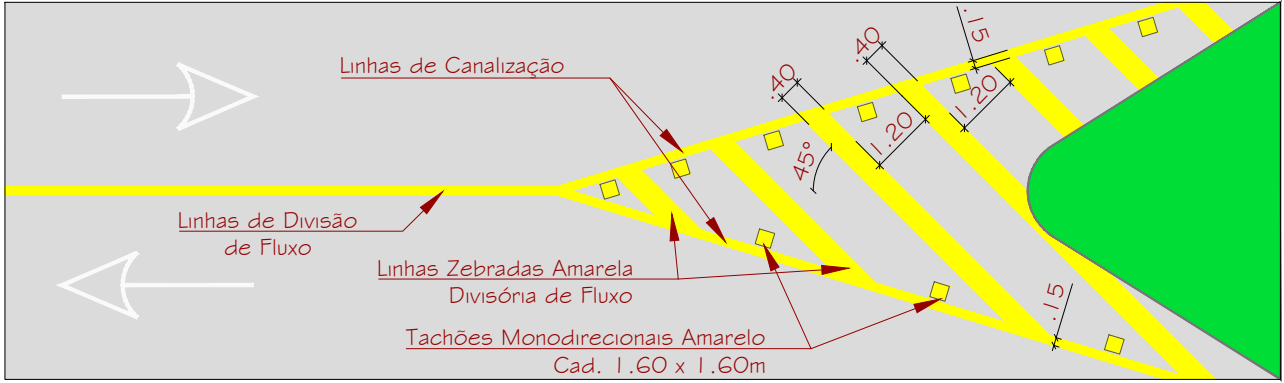 .15
.40
Linhas de Canalização
.40
1.20
1.20
45°
Linhas de Divisão
de Fluxo
Linhas Zebradas Amarela
Divisória de Fluxo
.15
Tachões Monodirecionais Amarelo
Cad. 1.60 x 1.60m